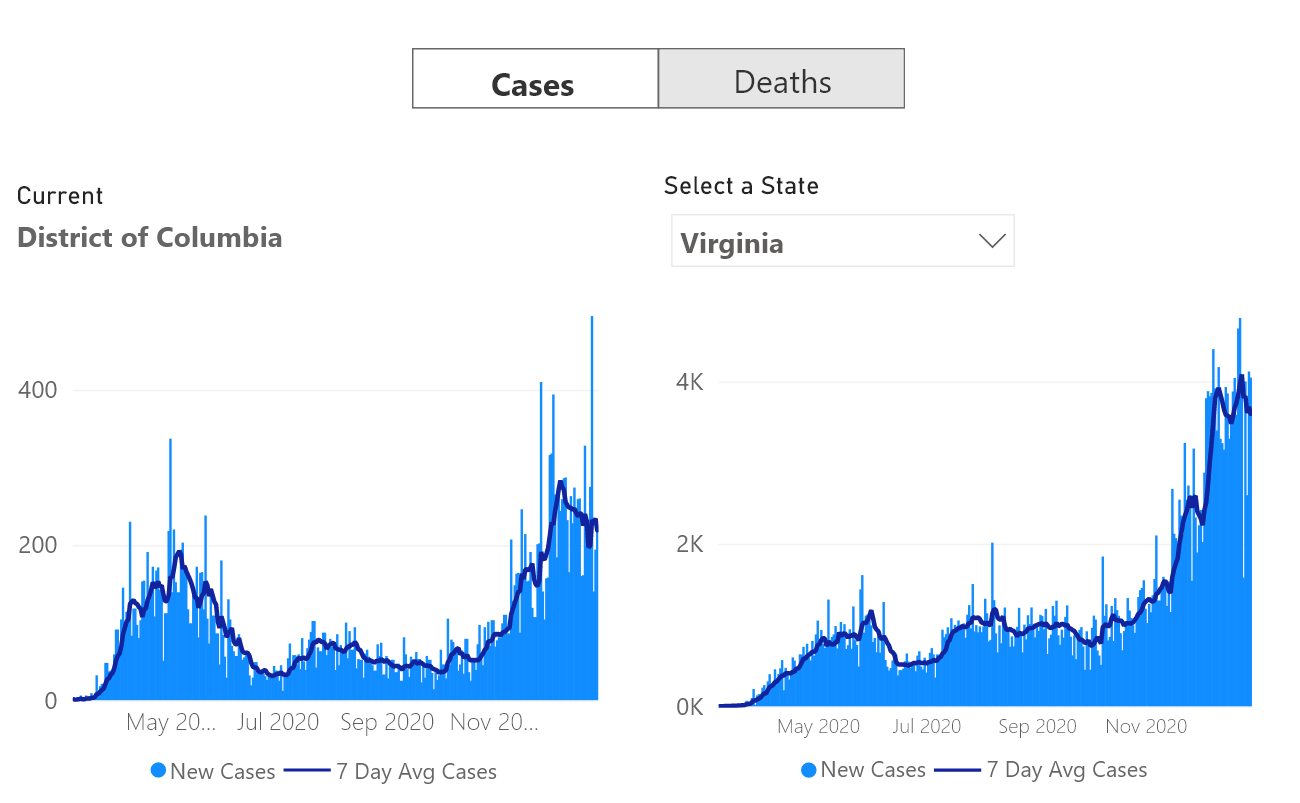 Cases
Deaths
Current
District of Columbia
Select a State
Virginia
400
200
0
May 20...
Jul 2020
Sep 2020
Nov 20...
New Cases
7 Day Avg Cases
4K
2K
0K
May 2020
Jul 2020
Sep 2020
Nov 2020
New Cases
7 Day Avg Cases